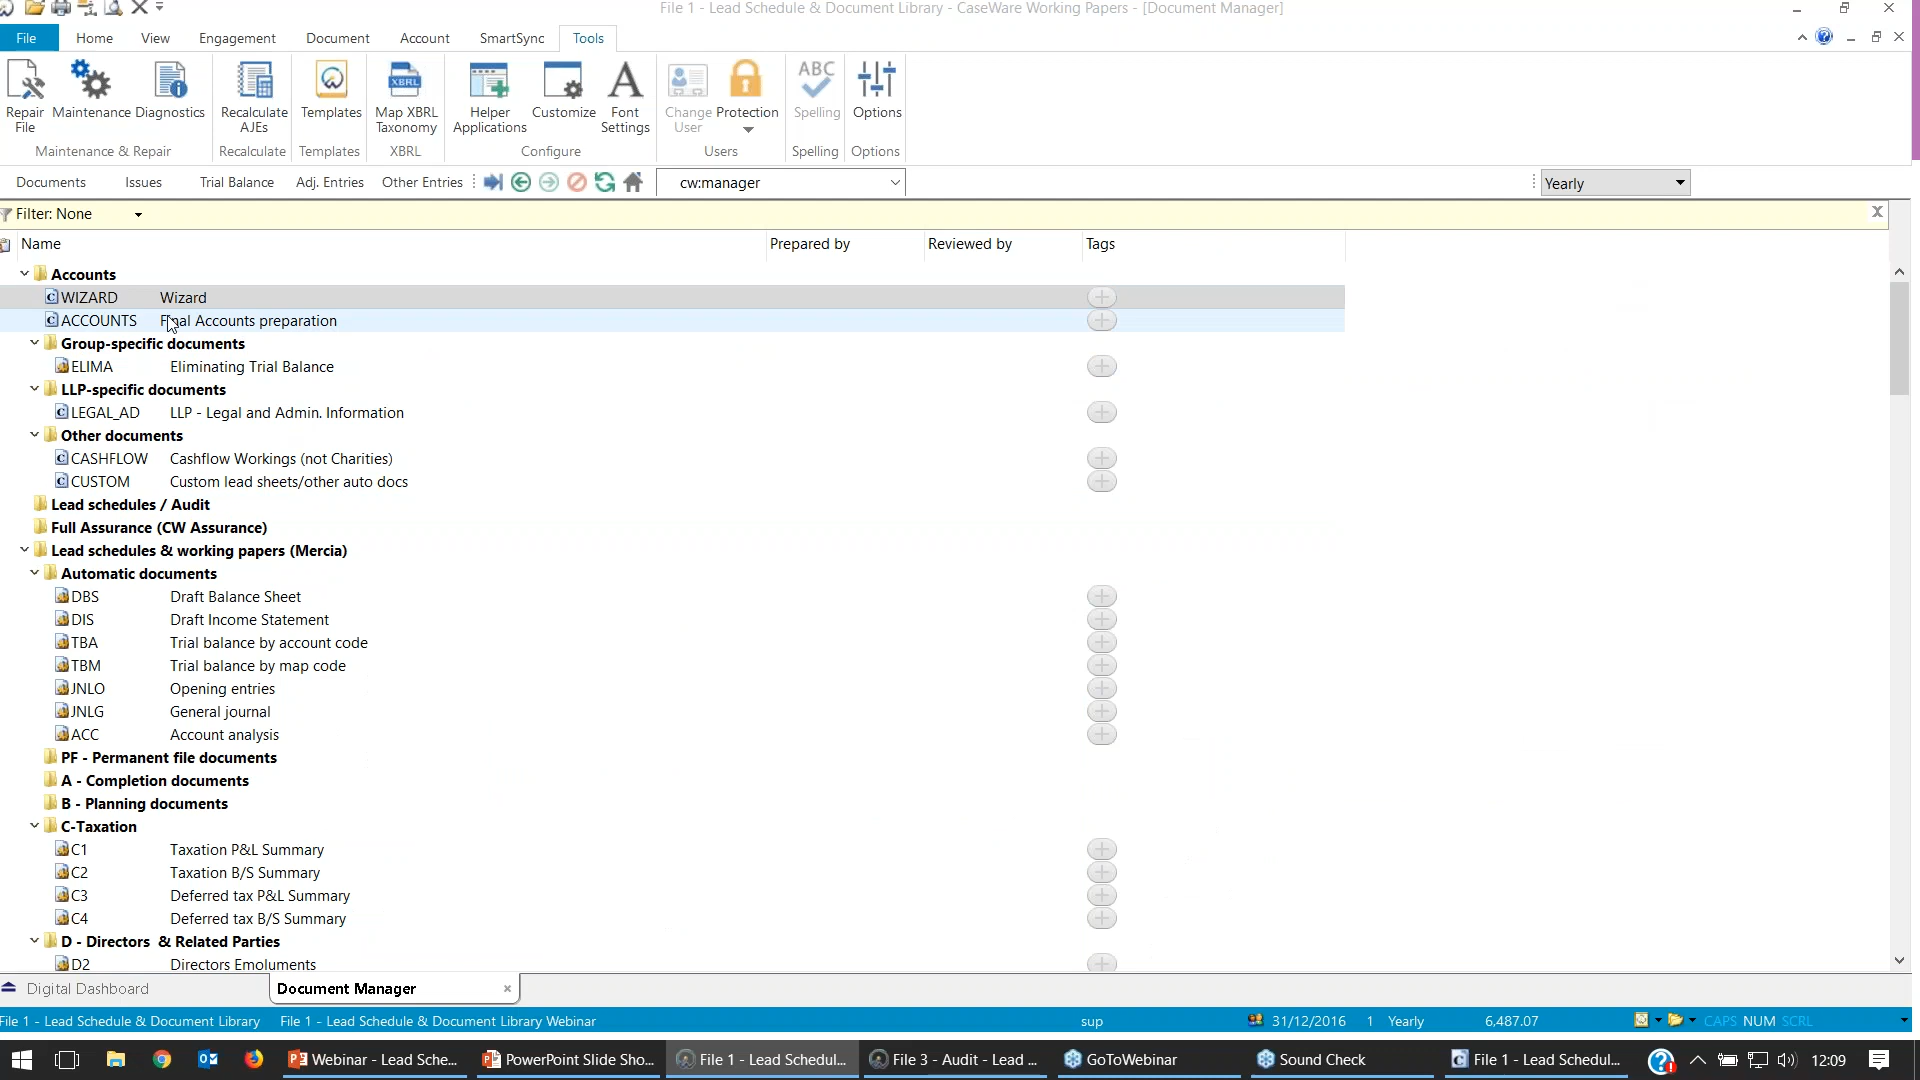 File 1 - Lead Schedule & Document Library - CaseWare Working Papers - [Document Manager]
File Home View Engagement Document Account SmartSync Tools
Repair File Maintenance Diagnostics Recalculate AJEs Templates XBRL Map XBRL Taxonomy Helper Applications Customize Font Settings Change User Protection ABC Spelling Options
Maintenance & Repair Recalculate Templates XBRL Configure Users Spelling Options
Documents Issues Trial Balance Adj. Entries Other Entries cw:manager Yearly
Filter: None
Name Prepared by Reviewed by Tags
Accounts
WIZARD Wizard
ACCOUNTS Final Accounts preparation
Group-specific documents
ELIMA Eliminating Trial Balance
LLP-specific documents
LEGAL_AD LLP - Legal and Admin. Information
Other documents
CASHFLOW Cashflow Workings (not Charities)
CUSTOM Custom lead sheets/other auto docs
Lead schedules / Audit
Full Assurance (CW Assurance)
Lead schedules & working papers (Mercia)
Automatic documents
DBS Draft Balance Sheet
DIS Draft Income Statement
TBA Trial balance by account code
TBM Trial balance by map code
JNLO Opening entries
JNLG General journal
ACC Account analysis
PF - Permanent file documents
A - Completion documents
B - Planning documents
C-Taxation
C1 Taxation P&L Summary
C2 Taxation B/S Summary
C3 Deferred tax P&L Summary
C4 Deferred tax B/S Summary
D - Directors & Related Parties
D2 Directors Emoluments
Digital Dashboard Document Manager
File 1 - Lead Schedule & Document Library File 1 - Lead Schedule & Document Library Webinar sup 31/12/2016 1 Yearly 6,487.07 CAPS NUM SCRL
Webinar - Lead Sche... PowerPoint Slide Sho... File 1 - Lead Schedul... File 3 - Audit - Lead ... GoToWebinar Sound Check File 1 - Lead Schedul... 12:09